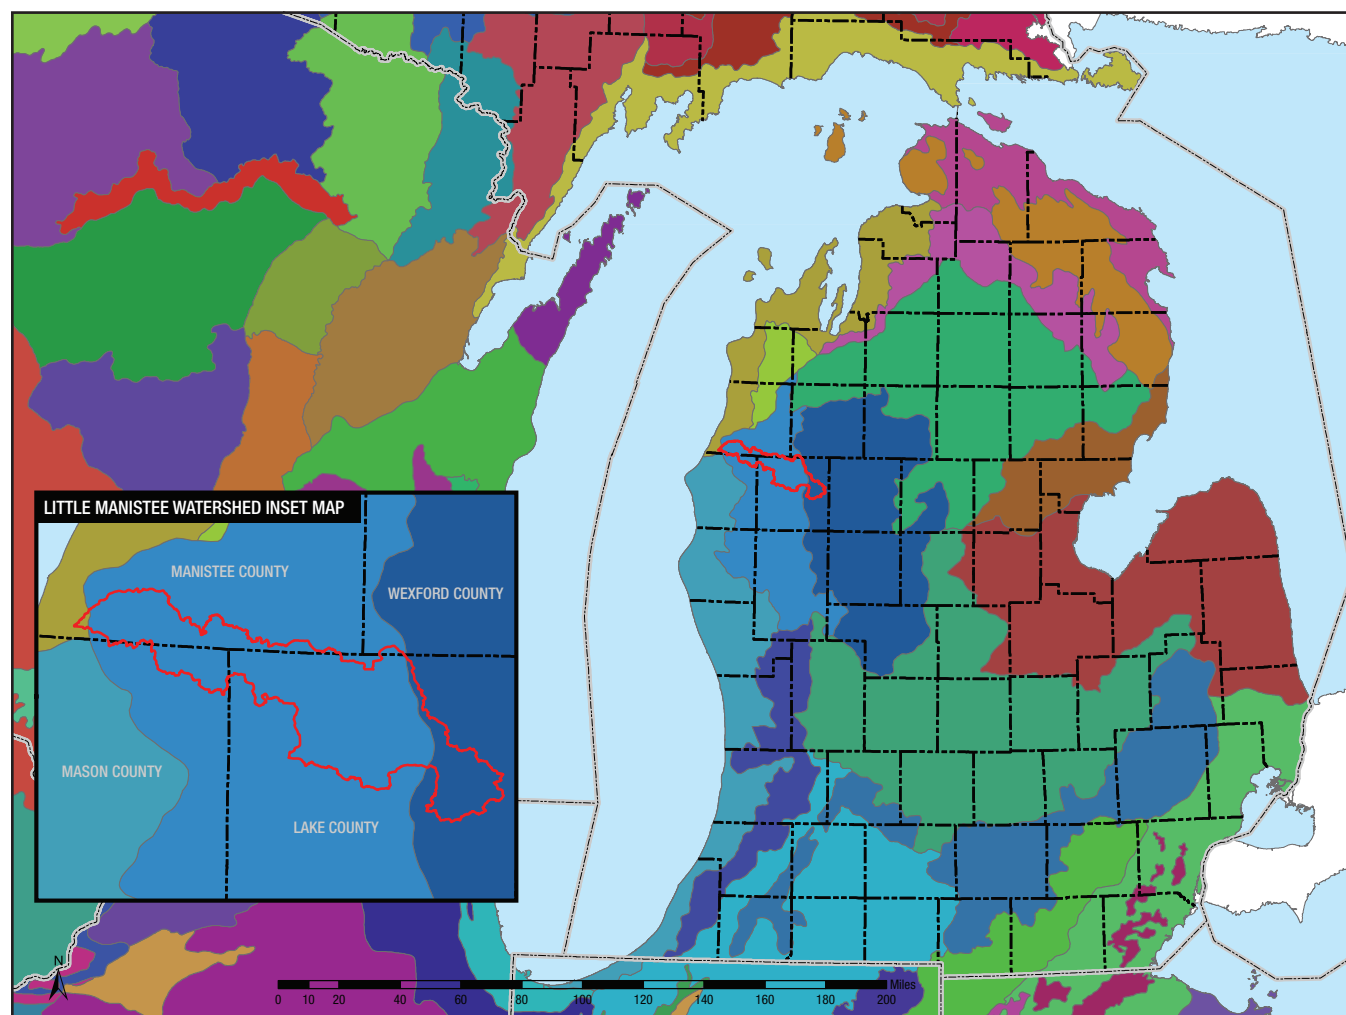 LITTLE MANISTEE WATERSHED INSET MAP
MANISTEE COUNTY
WEXFORD COUNTY
MASON COUNTY
LAKE COUNTY
N
Miles
0 10 20 40 60 80 100 120 140 160 180 200